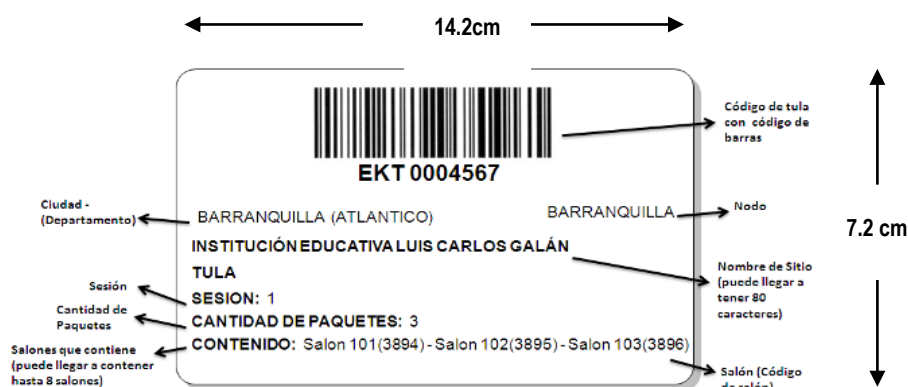 14.2cm
Código de tula
con código de
barras
EKT 0004567
Ciudad -
(Departamento)
BARRANQUILLA (ATLANTICO)
BARRANQUILLA
Nodo
7.2 cm
INSTITUCIÓN EDUCATIVA LUIS CARLOS GALÁN
TULA
Nombre de Sitio
(puede llegar a
tener 80
caracteres)
Sesión
SESION: 1
Cantidad de
Paquetes
CANTIDAD DE PAQUETES: 3
Salones que contiene
(puede llegar a contener
hasta 8 salones)
CONTENIDO: Salon 101(3894) - Salon 102(3895) - Salon 103(3896)
Salón (Código
de salón)